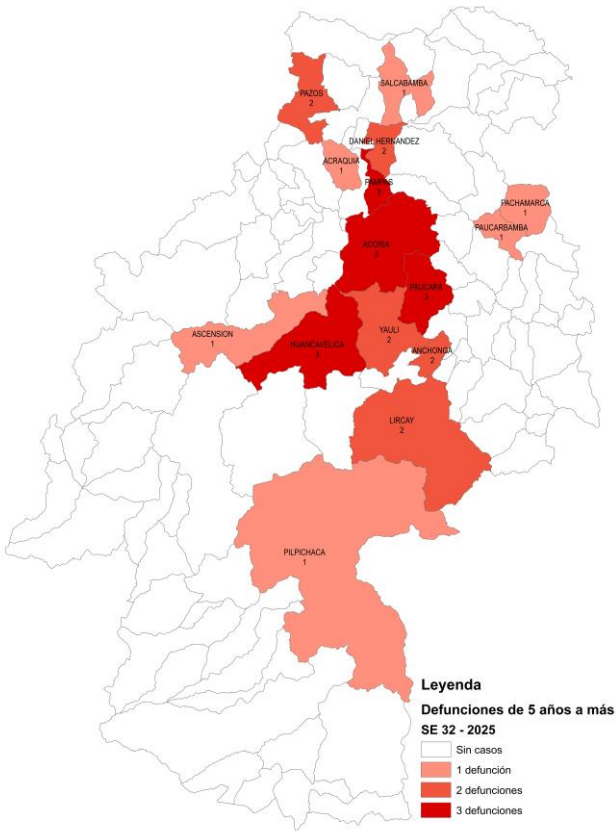 SALCABAMBA
1
PAZOS
2
DANIEL HERNANDEZ
2
ACRAQUIA
1
PAMPAS
3
PACHAMARCA
1
PAUCARBAMBA
1
ACORIA
3
PAUCARA
3
ASCENSION
1
HUANCAVELICA
3
YAULI
2
ANCHONGA
2
LIRCAY
2
PILPICHACA
1
Leyenda
Defunciones de 5 años a más
SE 32 - 2025
Sin casos
1 defunción
2 defunciones
3 defunciones